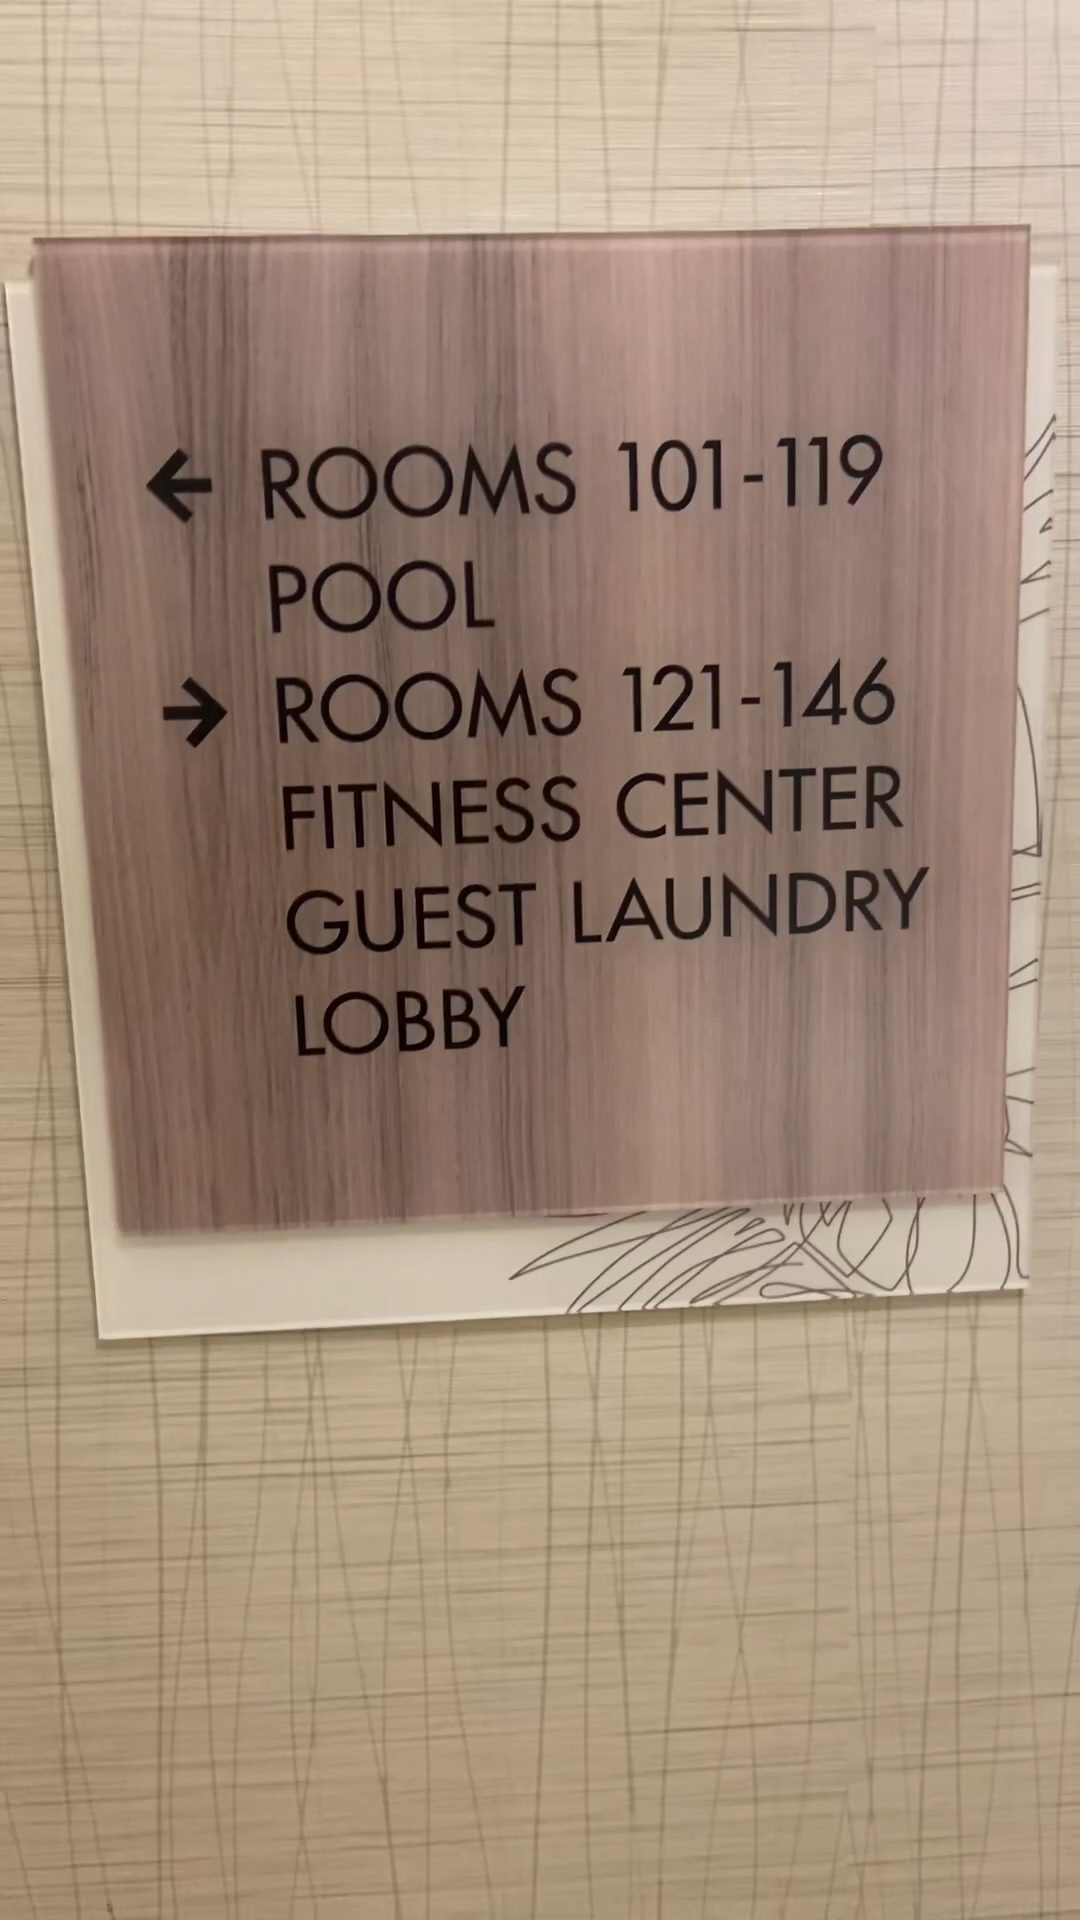 ← ROOMS 101-119
POOL
→ ROOMS 121-146
FITNESS CENTER
GUEST LAUNDRY
LOBBY